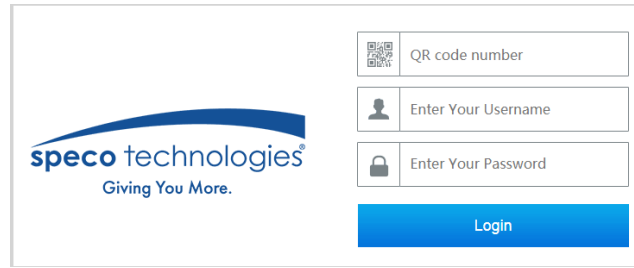 QR code number
Enter Your Username
speco technologies®
Giving You More.
Enter Your Password
Login